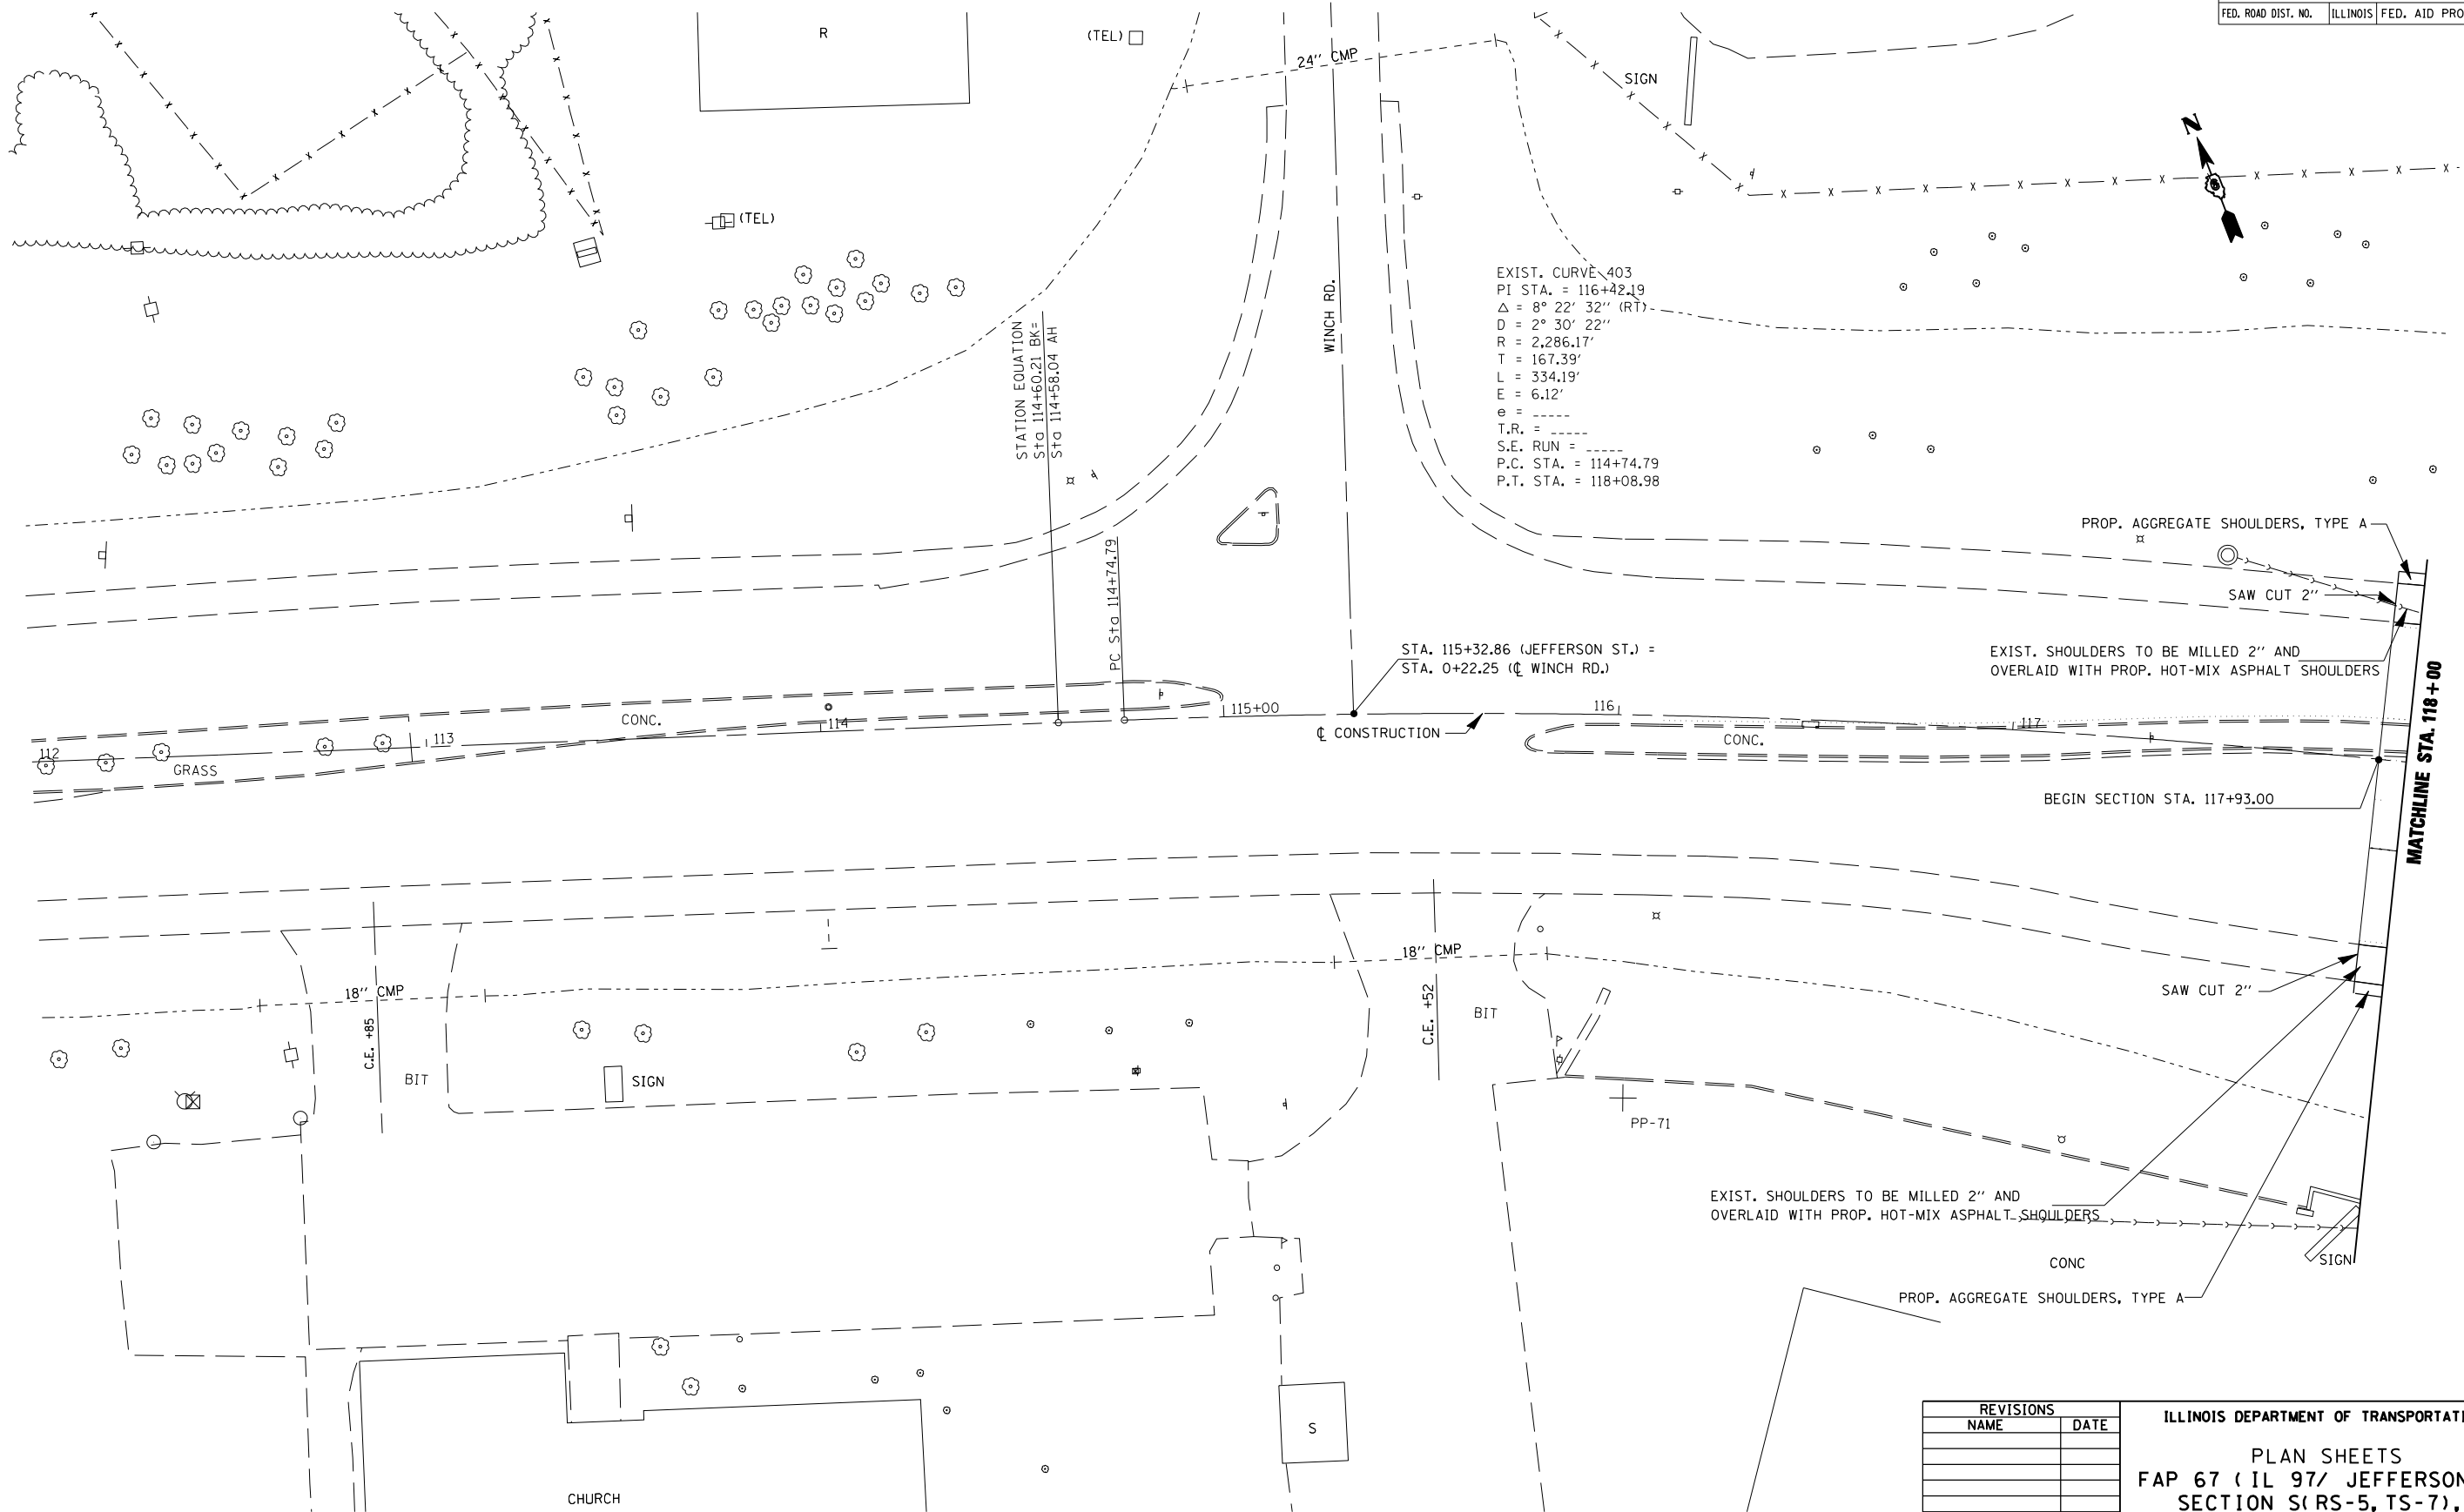 FED. ROAD DIST. NO. ILLINOIS FED. AID PRO
R
(TEL)
24" CMP
SIGN
N
(TEL)
EXIST. CURVE 403
PI STA. = 116+42.19
Δ = 8° 22' 32" (RT)
D = 2° 30' 22"
R = 2,286.17'
T = 167.39'
L = 334.19'
E = 6.12'
e = -----
T.R. = -----
S.E. RUN = -----
P.C. STA. = 114+74.79
P.T. STA. = 118+08.98
WINCH RD.
STATION EQUATION
Sta 114+60.21 BK=
Sta 114+58.04 AH
PC Sta 114+74.79
PROP. AGGREGATE SHOULDERS, TYPE A
SAW CUT 2"
STA. 115+32.86 (JEFFERSON ST.) =
STA. 0+22.25 (℄ WINCH RD.)
EXIST. SHOULDERS TO BE MILLED 2" AND
OVERLAID WITH PROP. HOT-MIX ASPHALT SHOULDERS
MATCHLINE STA. 118+00
CONC.
112
113
114
115+00
116
117
℄ CONSTRUCTION
CONC.
GRASS
BEGIN SECTION STA. 117+93.00
18" CMP
18" CMP
SAW CUT 2"
C.E. +85
C.E. +52
BIT
BIT
SIGN
PP-71
EXIST. SHOULDERS TO BE MILLED 2" AND
OVERLAID WITH PROP. HOT-MIX ASPHALT SHOULDERS
CONC
SIGN
PROP. AGGREGATE SHOULDERS, TYPE A
S
CHURCH
REVISIONS
NAME DATE
ILLINOIS DEPARTMENT OF TRANSPORTATI
PLAN SHEETS
FAP 67 (IL 97/ JEFFERSON
SECTION S(RS-5, TS-7),